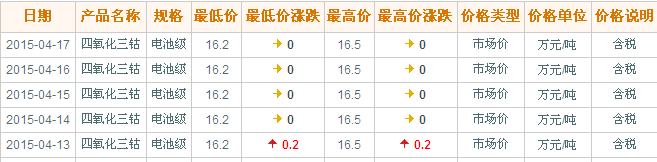 日期 产品名称 规格 最低价 最低价涨跌 最高价 最高价涨跌 价格类型 价格单位 价格说明
2015-04-17 四氧化三钴 电池级 16.2 → 0 16.5 → 0 市场价 万元/吨 含税
2015-04-16 四氧化三钴 电池级 16.2 → 0 16.5 → 0 市场价 万元/吨 含税
2015-04-15 四氧化三钴 电池级 16.2 → 0 16.5 → 0 市场价 万元/吨 含税
2015-04-14 四氧化三钴 电池级 16.2 → 0 16.5 → 0 市场价 万元/吨 含税
2015-04-13 四氧化三钴 电池级 16.2 ↑ 0.2 16.5 ↑ 0.2 市场价 万元/吨 含税